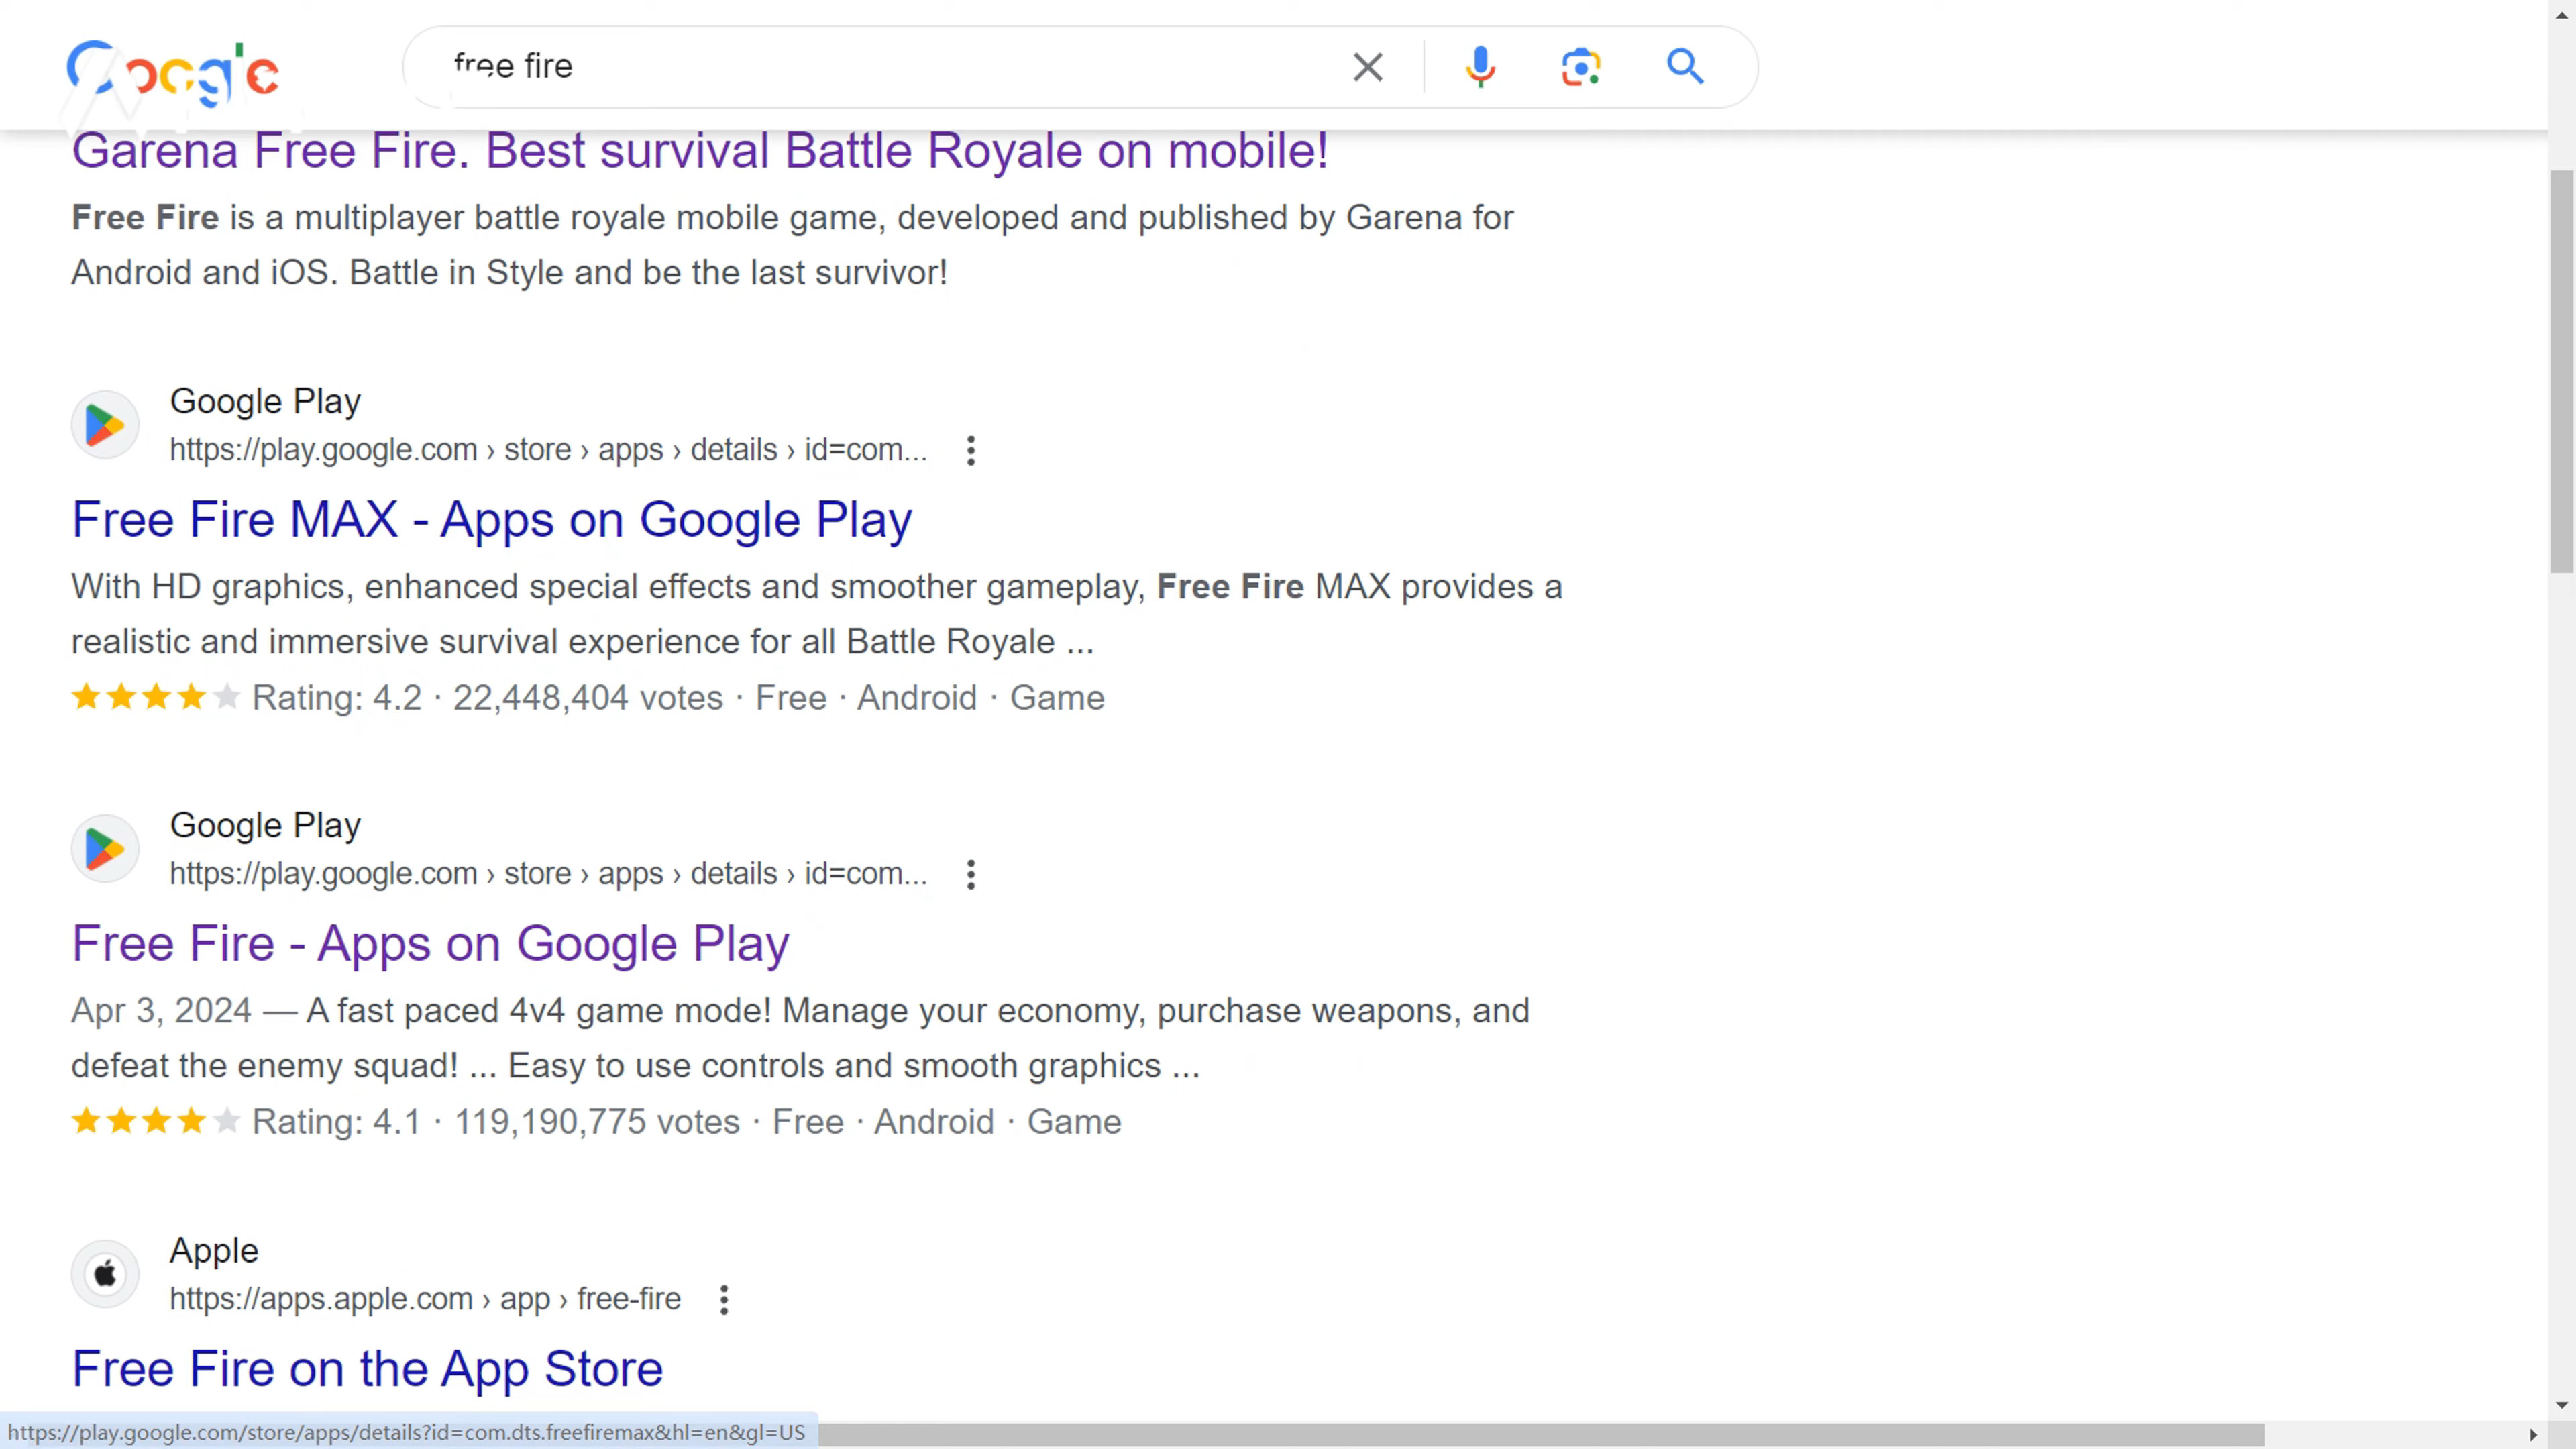 Google
free fire
Garena Free Fire. Best survival Battle Royale on mobile!
Free Fire is a multiplayer battle royale mobile game, developed and published by Garena for
Android and iOS. Battle in Style and be the last survivor!
Google Play
https://play.google.com › store › apps › details › id=com...
Free Fire MAX - Apps on Google Play
With HD graphics, enhanced special effects and smoother gameplay, Free Fire MAX provides a
realistic and immersive survival experience for all Battle Royale ...
Rating: 4.2 · 22,448,404 votes · Free · Android · Game
Google Play
https://play.google.com › store › apps › details › id=com...
Free Fire - Apps on Google Play
Apr 3, 2024 — A fast paced 4v4 game mode! Manage your economy, purchase weapons, and
defeat the enemy squad! ... Easy to use controls and smooth graphics ...
Rating: 4.1 · 119,190,775 votes · Free · Android · Game
Apple
https://apps.apple.com › app › free-fire
Free Fire on the App Store
https://play.google.com/store/apps/details?id=com.dts.freefiremax&hl=en&gl=US